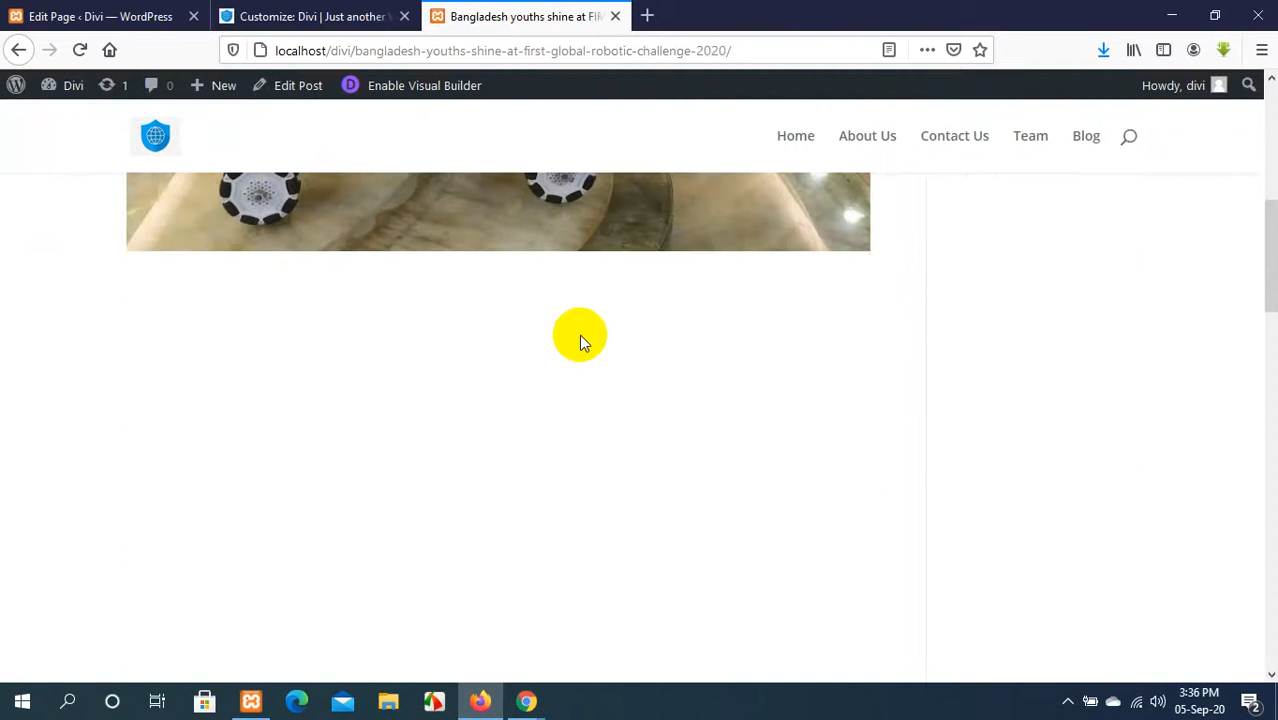 Edit Page ‹ Divi — WordPress
Customize: Divi | Just another
Bangladesh youths shine at FIR
localhost/divi/bangladesh-youths-shine-at-first-global-robotic-challenge-2020/
Divi 1 0 New Edit Post D Enable Visual Builder Howdy, divi
Home About Us Contact Us Team Blog
3:36 PM
05-Sep-20
2